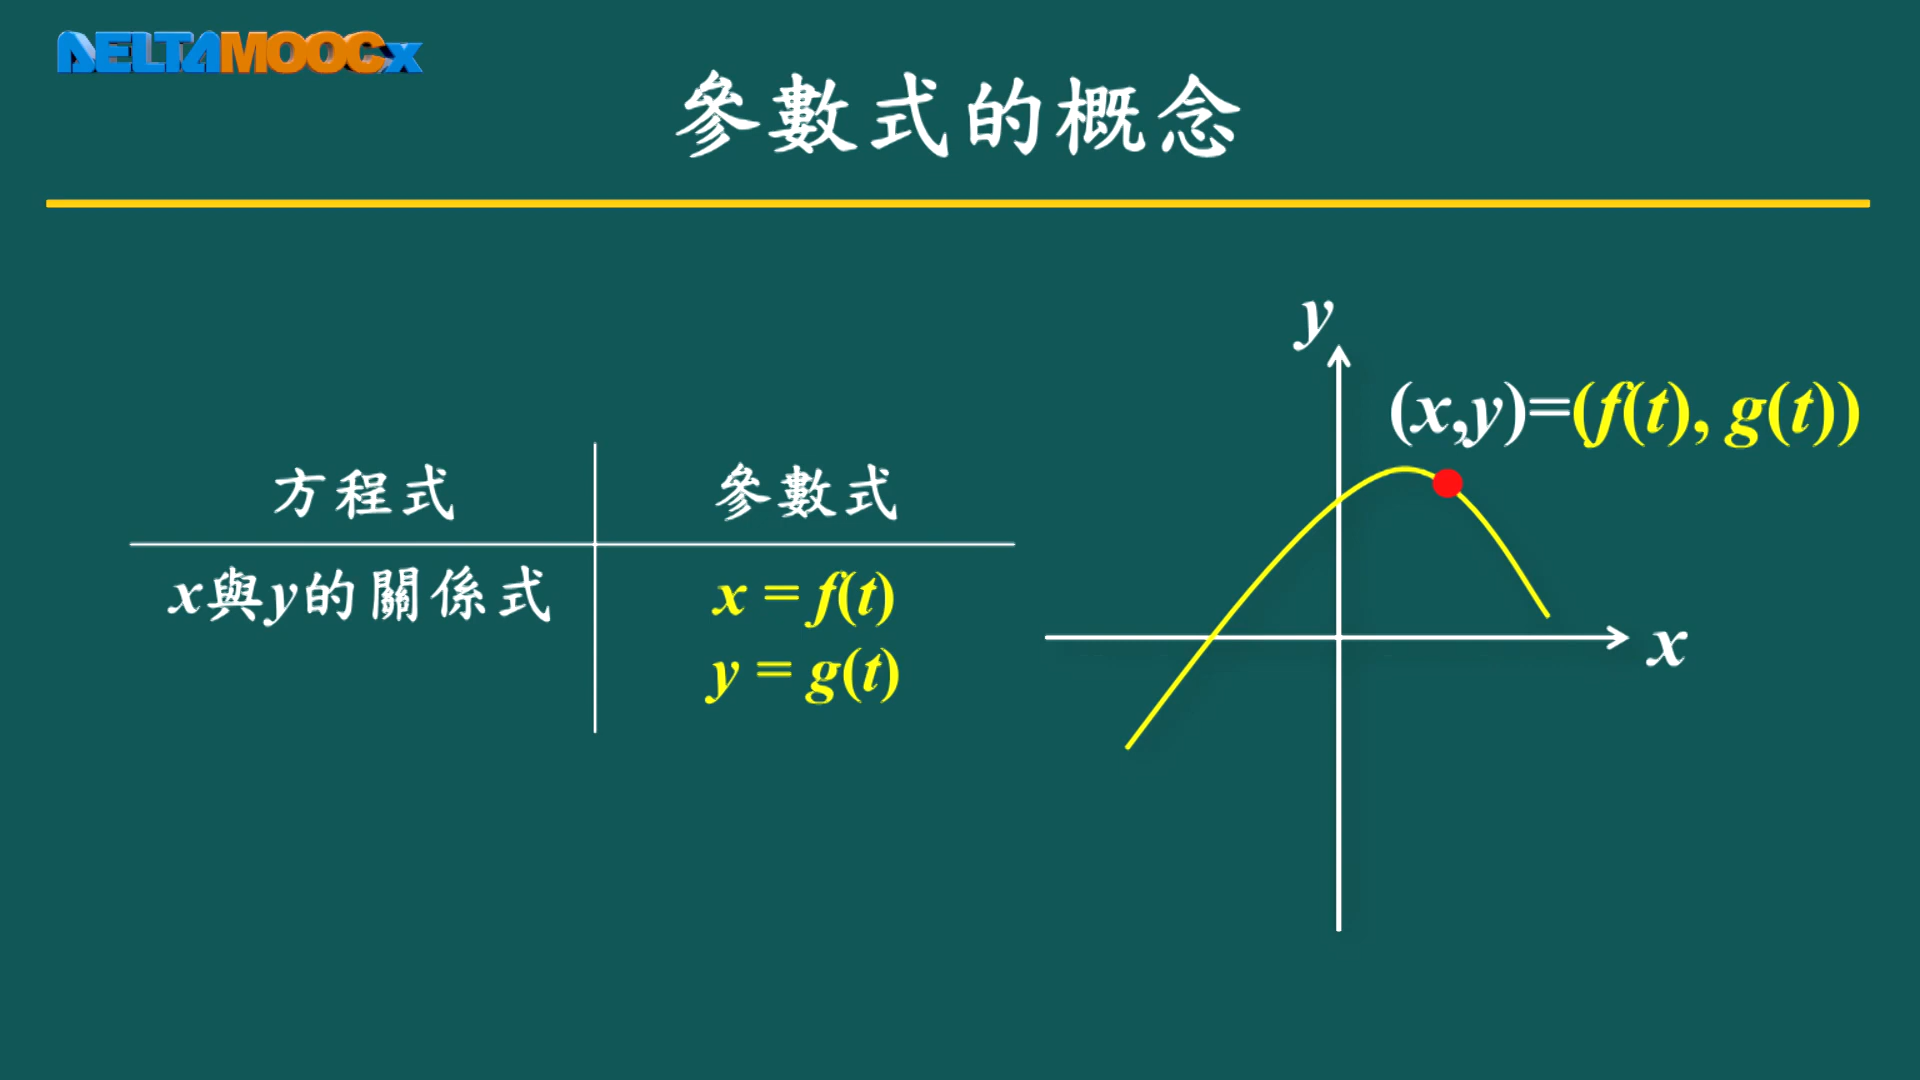 DELTAMOOCx
參數式的概念
方程式
參數式
x與y的關係式
x = f(t)
y = g(t)
y
(x,y)=(f(t), g(t))
x